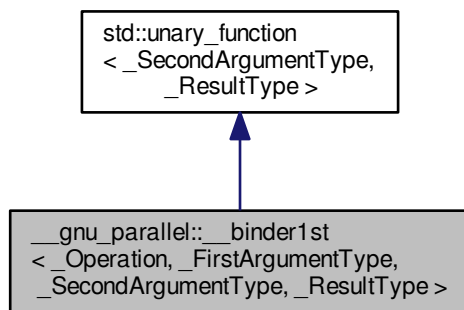 std::unary_function
< _SecondArgumentType,
_ResultType >
__gnu_parallel::__binder1st
< _Operation, _FirstArgumentType,
_SecondArgumentType, _ResultType >